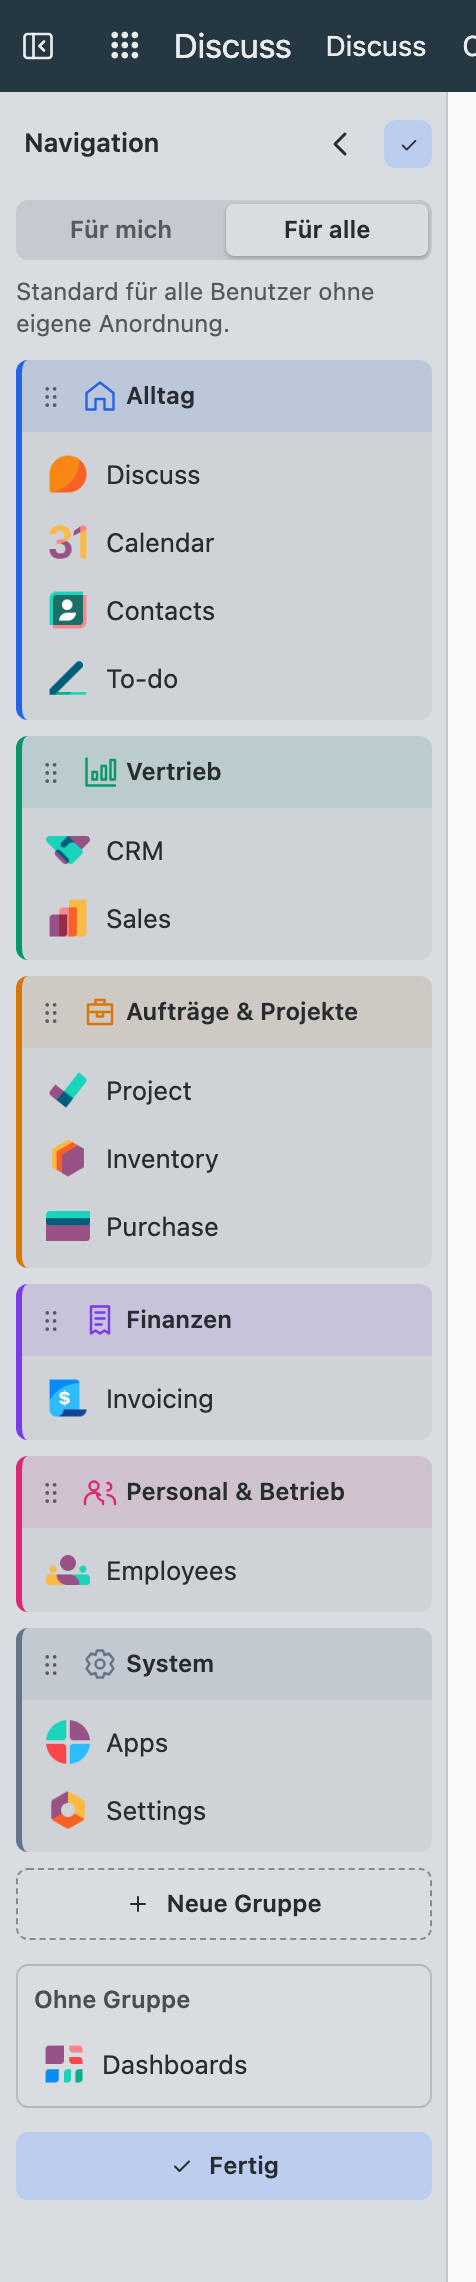 Discuss
Discuss
Navigation
Für mich
Für alle
Standard für alle Benutzer ohne
eigene Anordnung.
Alltag
Discuss
31
Calendar
Contacts
To-do
Vertrieb
CRM
Sales
Aufträge & Projekte
Project
Inventory
Purchase
Finanzen
$
Invoicing
Personal & Betrieb
Employees
System
Apps
Settings
+ Neue Gruppe
Ohne Gruppe
Dashboards
Fertig